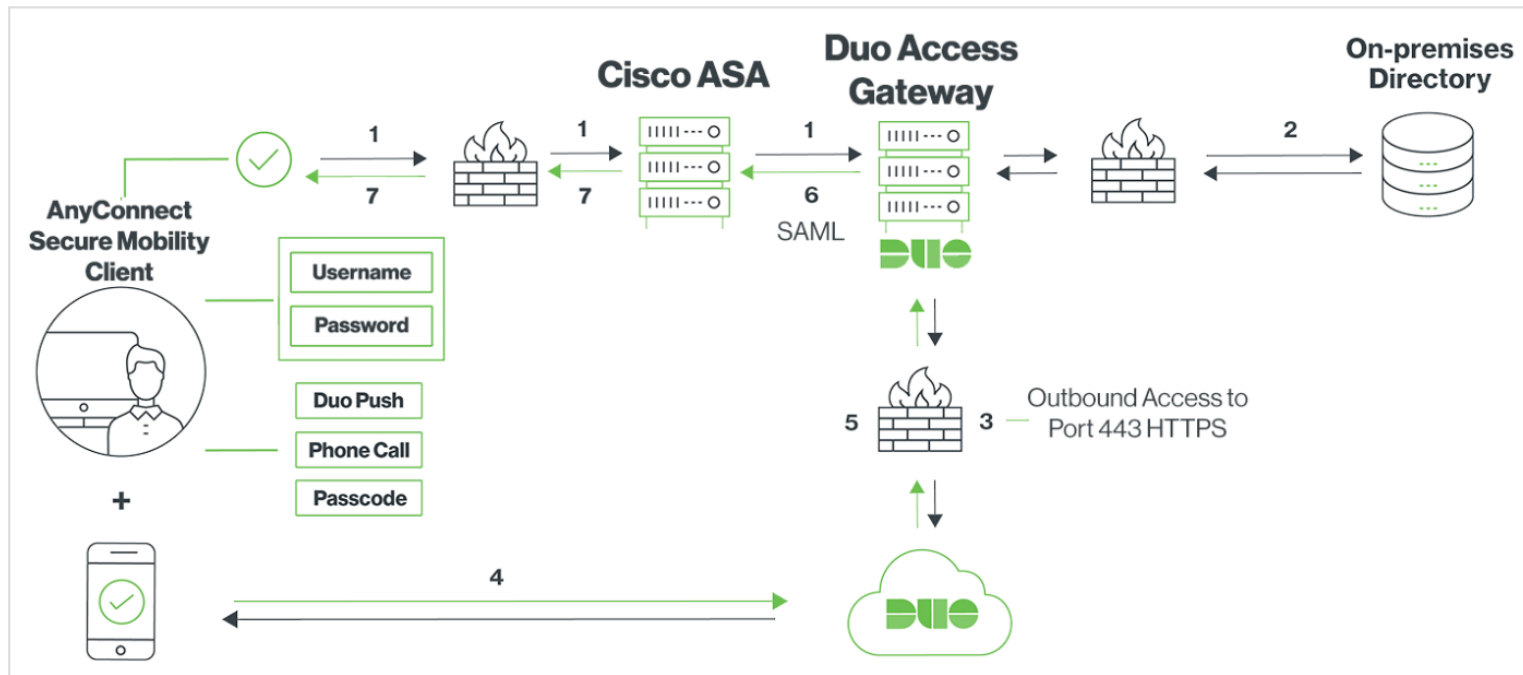 Duo Access
Gateway
Cisco ASA
On-premises
Directory
1
1
1
2
7
7
6
SAML
DUO
AnyConnect
Secure Mobility
Client
Username
Password
Duo Push
Phone Call
Passcode
+
5
3
Outbound Access to
Port 443 HTTPS
4
DUO